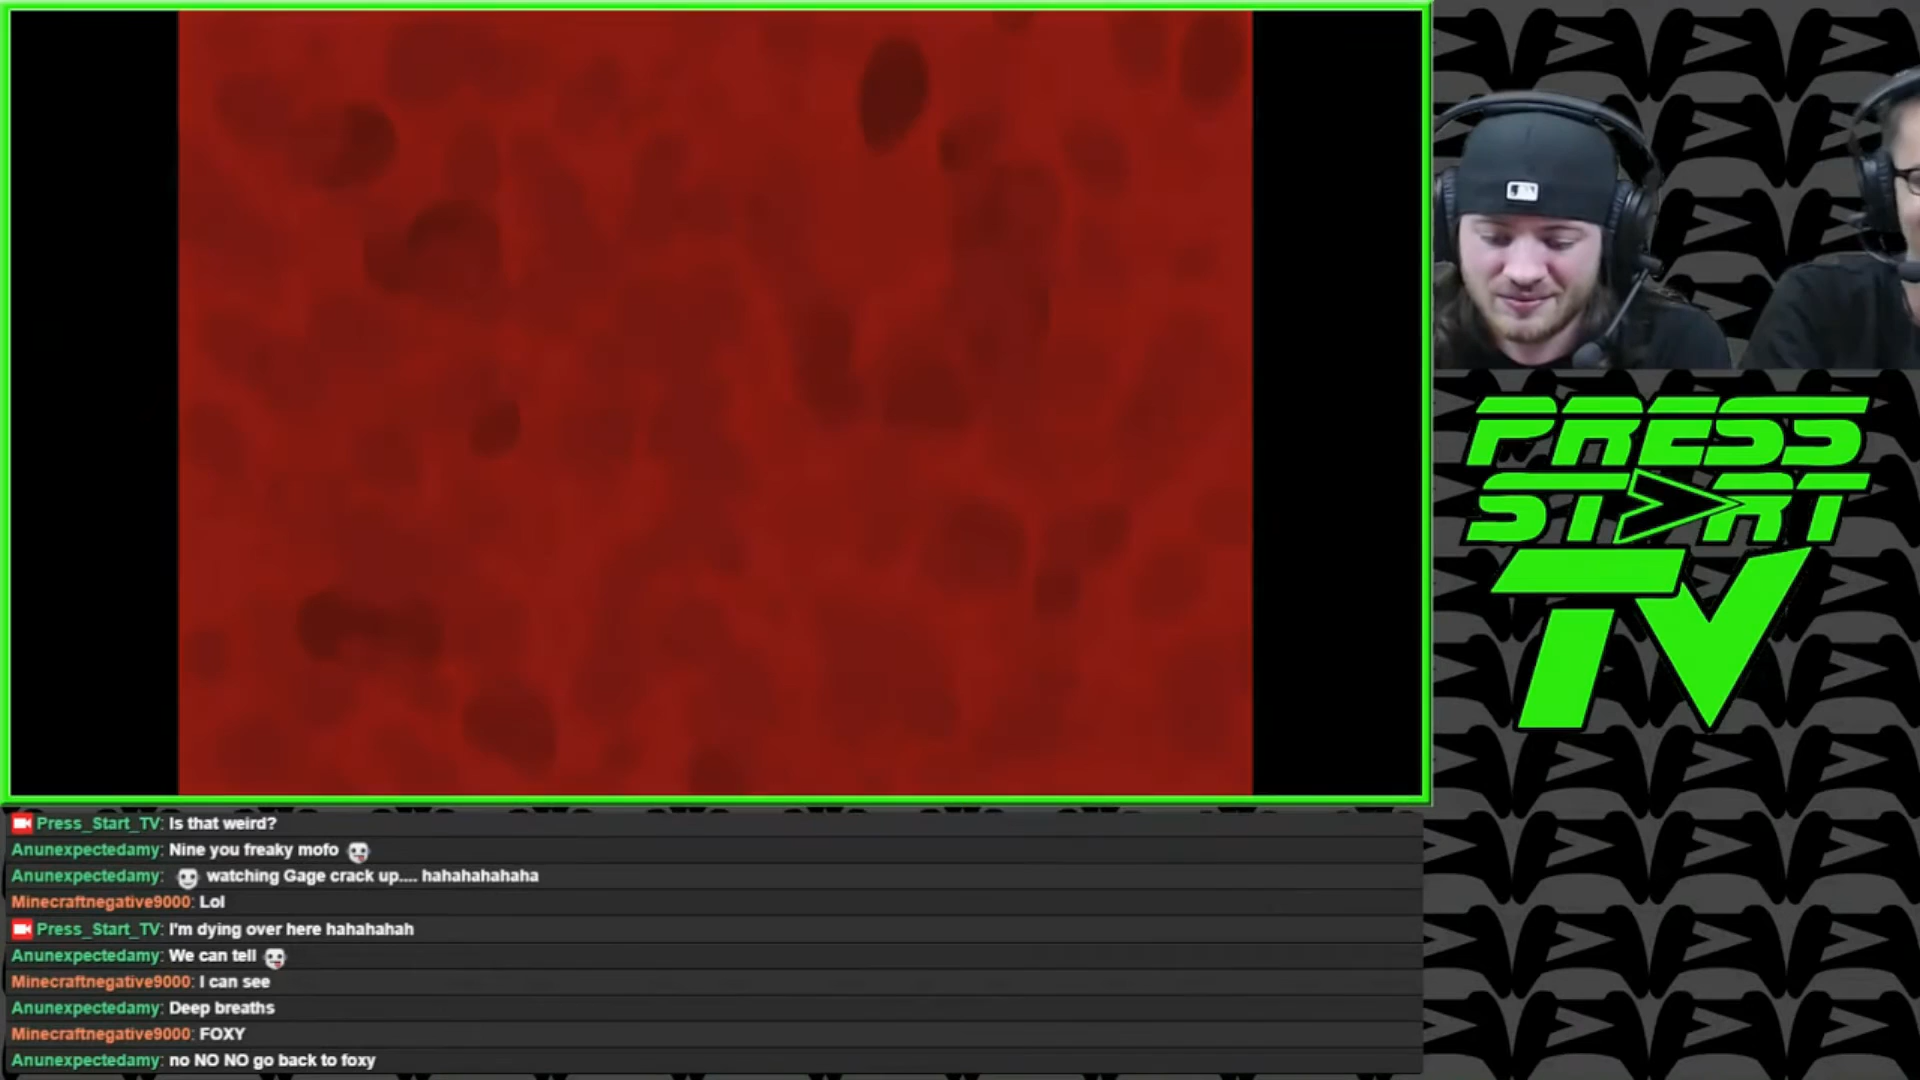 PRESS
START
TV
Press_Start_TV: Is that weird?
Anunexpectedamy: Nine you freaky mofo
Anunexpectedamy: watching Gage crack up.... hahahahahaha
Minecraftnegative9000: Lol
Press_Start_TV: I'm dying over here hahahahah
Anunexpectedamy: We can tell
Minecraftnegative9000: I can see
Anunexpectedamy: Deep breaths
Minecraftnegative9000: FOXY
Anunexpectedamy: no NO NO go back to foxy